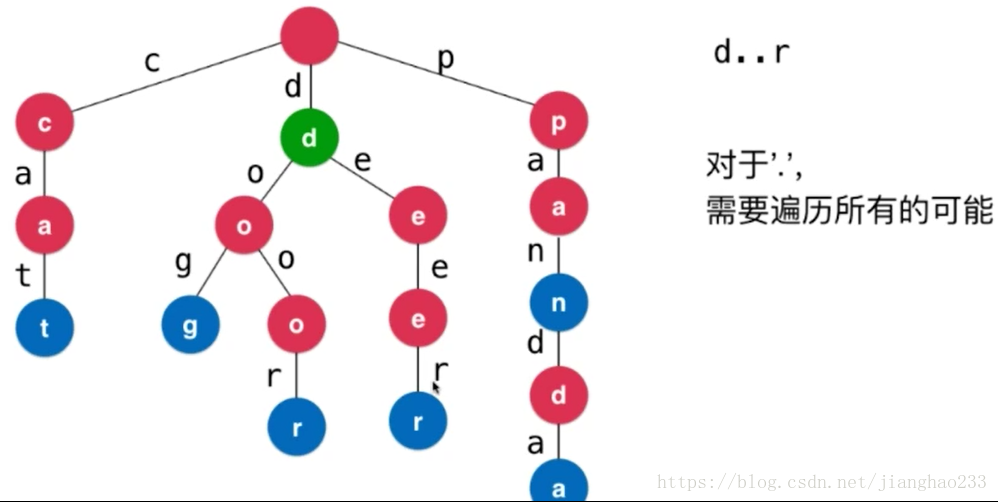 c
d
p
d..r
c
d
p
a
o
e
a
对于’.’,
需要遍历所有的可能
a
o
e
a
t
g
o
e
n
t
g
o
e
n
r
r
d
r
r
d
a
a
https://blog.csdn.net/jianghao233